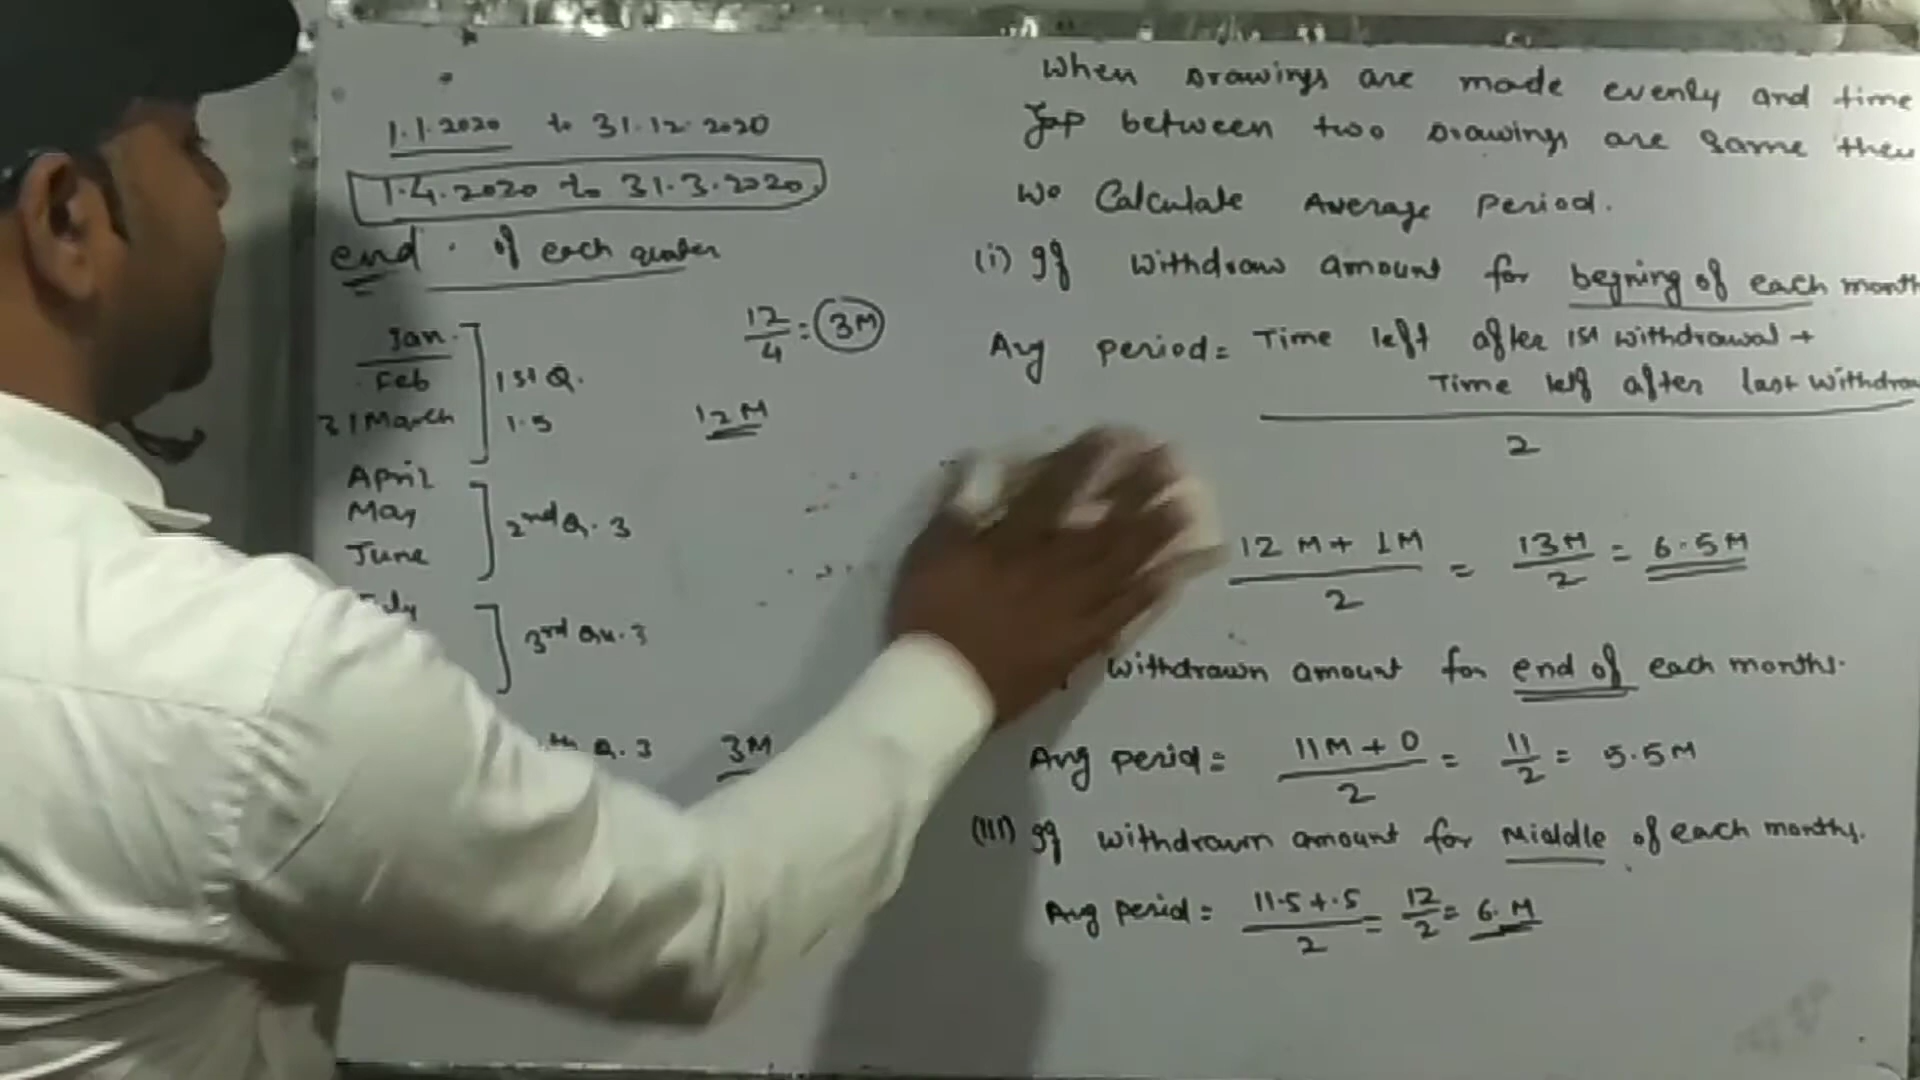 1.1.2020 to 31.12.2020
1.4.2020 to 31.3.2020
end of each quater
Jan
Feb
31 March
1st Q.
1.5
12/4 = 3M
12 M
April
May
June
2nd Q. 3
3rd Qu. 3
Q. 3
3M
When Drawings are made evenly and time
gap between two Drawings are same then
we Calculate Average period.
(i) If withdraw amount for begning of each month
Avg period = Time left after 1st withdrawal +
Time left after last withdraw
2
12 M + 1M / 2 = 13M / 2 = 6.5M
withdrawn amount for end of each months.
Avg period = 11M + 0 / 2 = 11/2 = 5.5M
(III) If withdrawn amount for Middle of each months.
Avg period = 11.5+.5 / 2 = 12/2 = 6. M